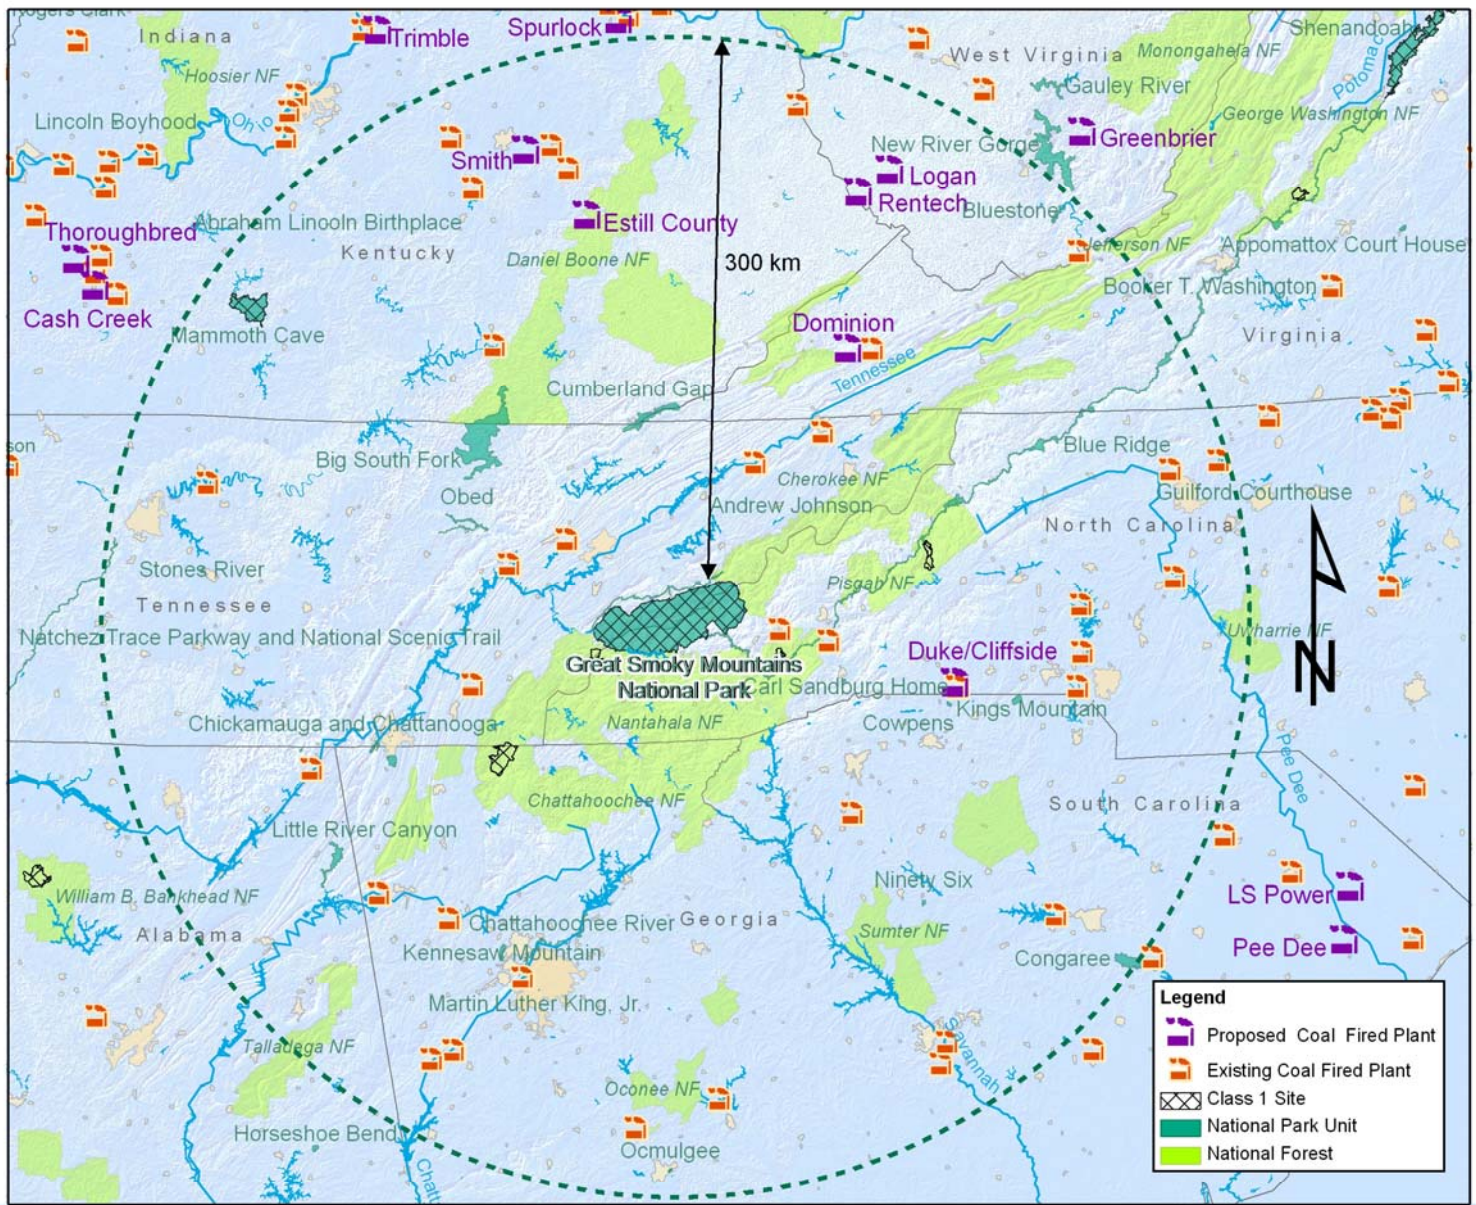 Rogers Clark
Indiana
Trimble
Spurlock
Shenandoah
West Virginia
Monongahela NF
Hoosier NF
Gauley River
Potomac
George Washington NF
Lincoln Boyhood
Ohio
Smith
New River Gorge
Greenbrier
Logan
Rentech
Bluestone
Abraham Lincoln Birthplace
Estill County
Thoroughbred
Kentucky
Daniel Boone NF
300 km
Jefferson NF
Appomattox Court House
Booker T. Washington
Cash Creek
Mammoth Cave
Dominion
Virginia
Tennessee
Cumberland Gap
son
Big South Fork
Blue Ridge
Cherokee NF
Obed
Andrew Johnson
Guilford Courthouse
North Carolina
Stones River
Pisgah NF
Tennessee
Natchez Trace Parkway and National Scenic Trail
Uwharrie NF
Great Smoky Mountains
National Park
Duke/Cliffside
N
Carl Sandburg Home
Kings Mountain
Chickamauga and Chattanooga
Nantahala NF
Cowpens
Pee Dee
Chattahoochee NF
South Carolina
Little River Canyon
William B. Bankhead NF
Ninety Six
LS Power
Alabama
Chattahoochee River
Georgia
Sumter NF
Kennesaw Mountain
Congaree
Pee Dee
Martin Luther King, Jr.
Talladega NF
Savannah
Oconee NF
Horseshoe Bend
Ocmulgee
Chatt
Legend
Proposed Coal Fired Plant
Existing Coal Fired Plant
Class 1 Site
National Park Unit
National Forest